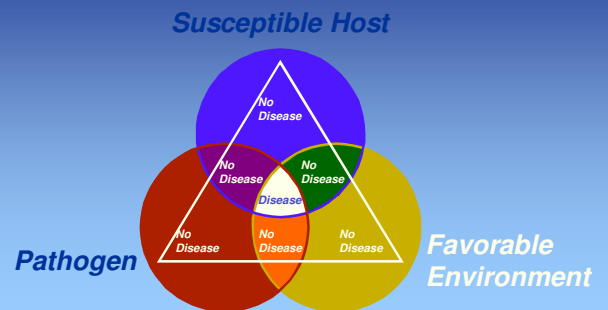 Susceptible Host
No
Disease
No
Disease
No
Disease
Disease
No
Disease
No
Disease
No
Disease
Pathogen
Favorable
Environment